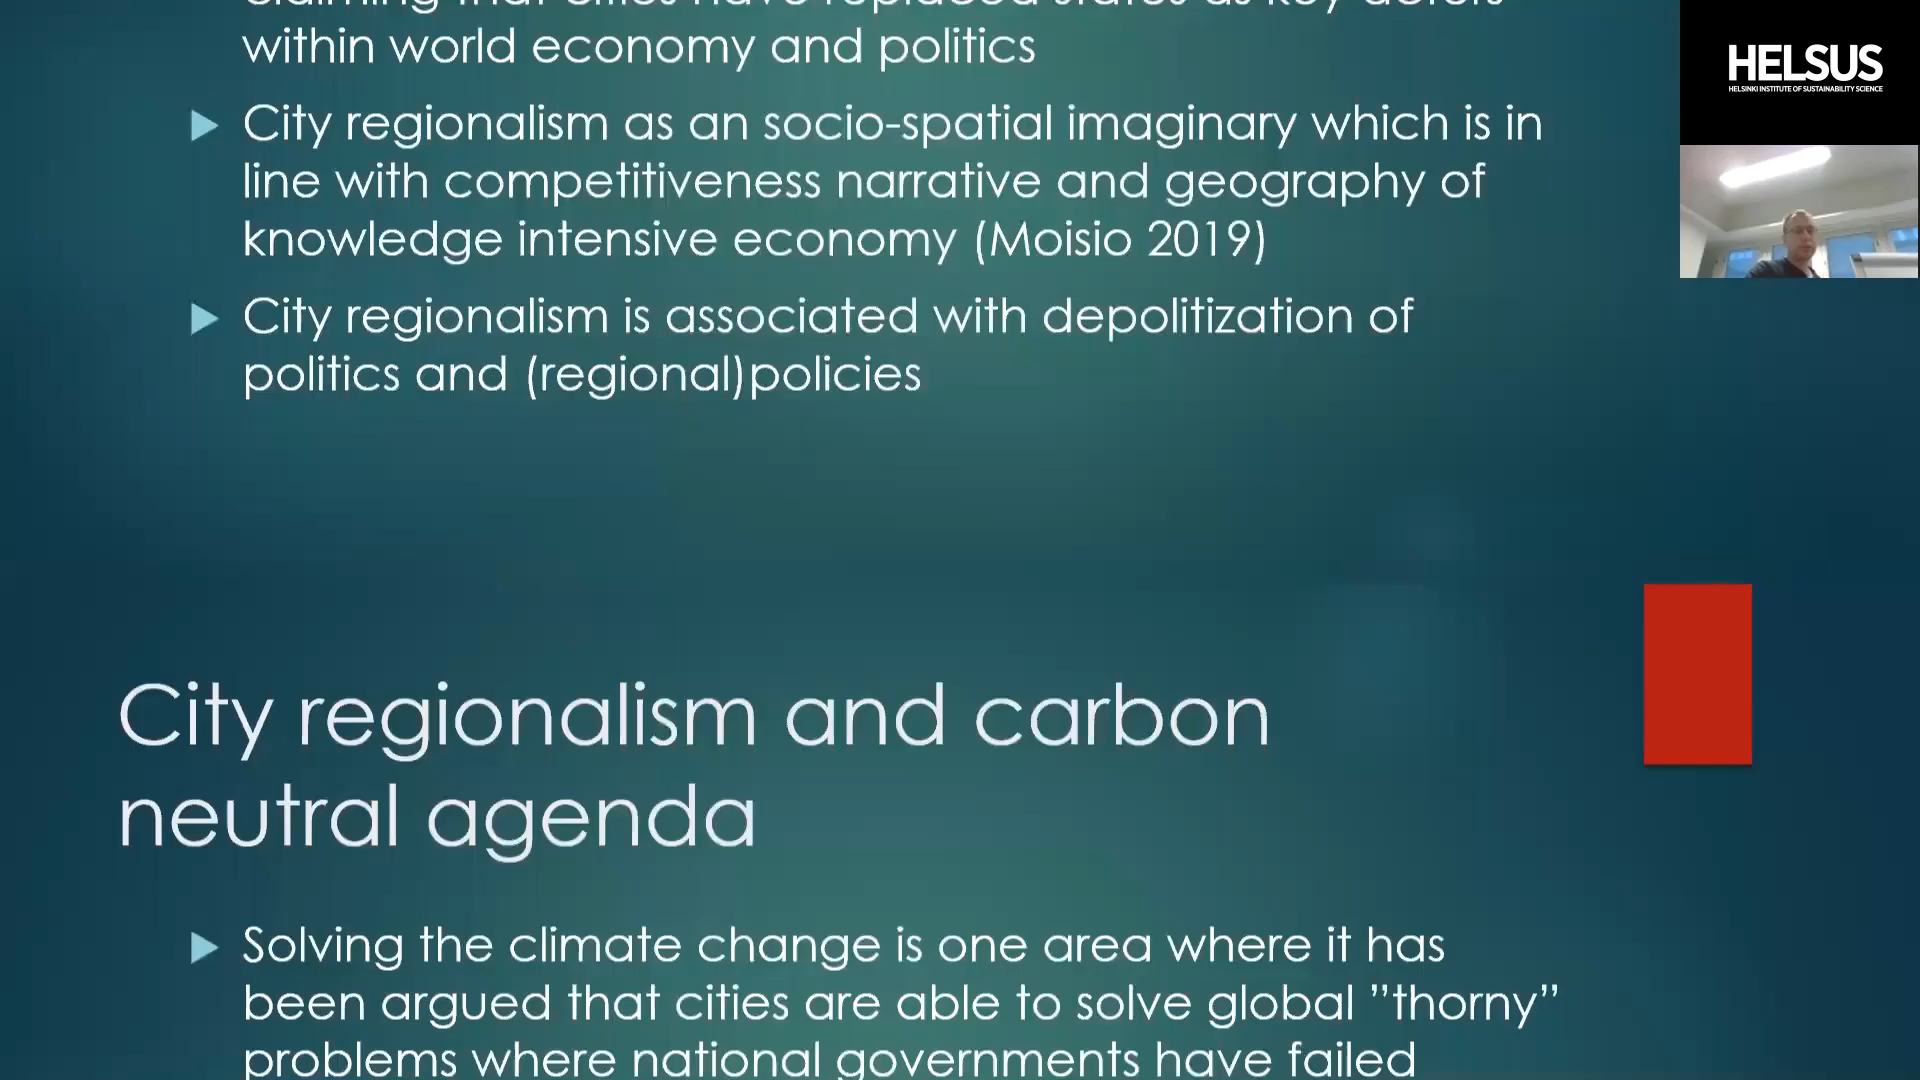 Claiming that cities have replaced states as key actors
within world economy and politics
City regionalism as an socio-spatial imaginary which is in
line with competitiveness narrative and geography of
knowledge intensive economy (Moisio 2019)
City regionalism is associated with depolitization of
politics and (regional)policies
City regionalism and carbon
neutral agenda
Solving the climate change is one area where it has
been argued that cities are able to solve global ”thorny”
problems where national governments have failed
HELSUS
HELSINKI INSTITUTE OF SUSTAINABILITY SCIENCE